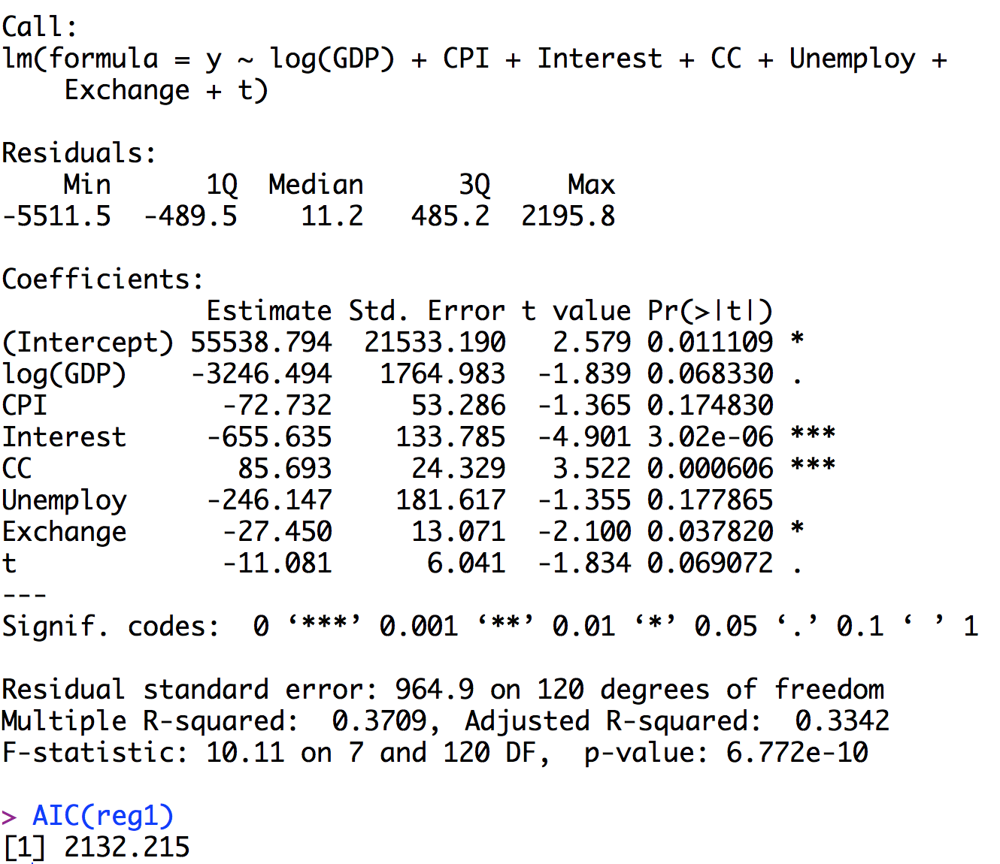 Call:
lm(formula = y ~ log(GDP) + CPI + Interest + CC + Unemploy +
    Exchange + t)

Residuals:
    Min      1Q  Median      3Q     Max
-5511.5  -489.5    11.2   485.2  2195.8

Coefficients:
             Estimate Std. Error t value Pr(>|t|)
(Intercept) 55538.794  21533.190   2.579 0.011109 *
log(GDP)    -3246.494   1764.983  -1.839 0.068330 .
CPI           -72.732     53.286  -1.365 0.174830
Interest     -655.635    133.785  -4.901 3.02e-06 ***
CC             85.693     24.329   3.522 0.000606 ***
Unemploy     -246.147    181.617  -1.355 0.177865
Exchange      -27.450     13.071  -2.100 0.037820 *
t             -11.081      6.041  -1.834 0.069072 .
---
Signif. codes:  0 ‘***’ 0.001 ‘**’ 0.01 ‘*’ 0.05 ‘.’ 0.1 ‘ ’ 1

Residual standard error: 964.9 on 120 degrees of freedom
Multiple R-squared:  0.3709, Adjusted R-squared:  0.3342
F-statistic: 10.11 on 7 and 120 DF,  p-value: 6.772e-10

> AIC(reg1)
[1] 2132.215